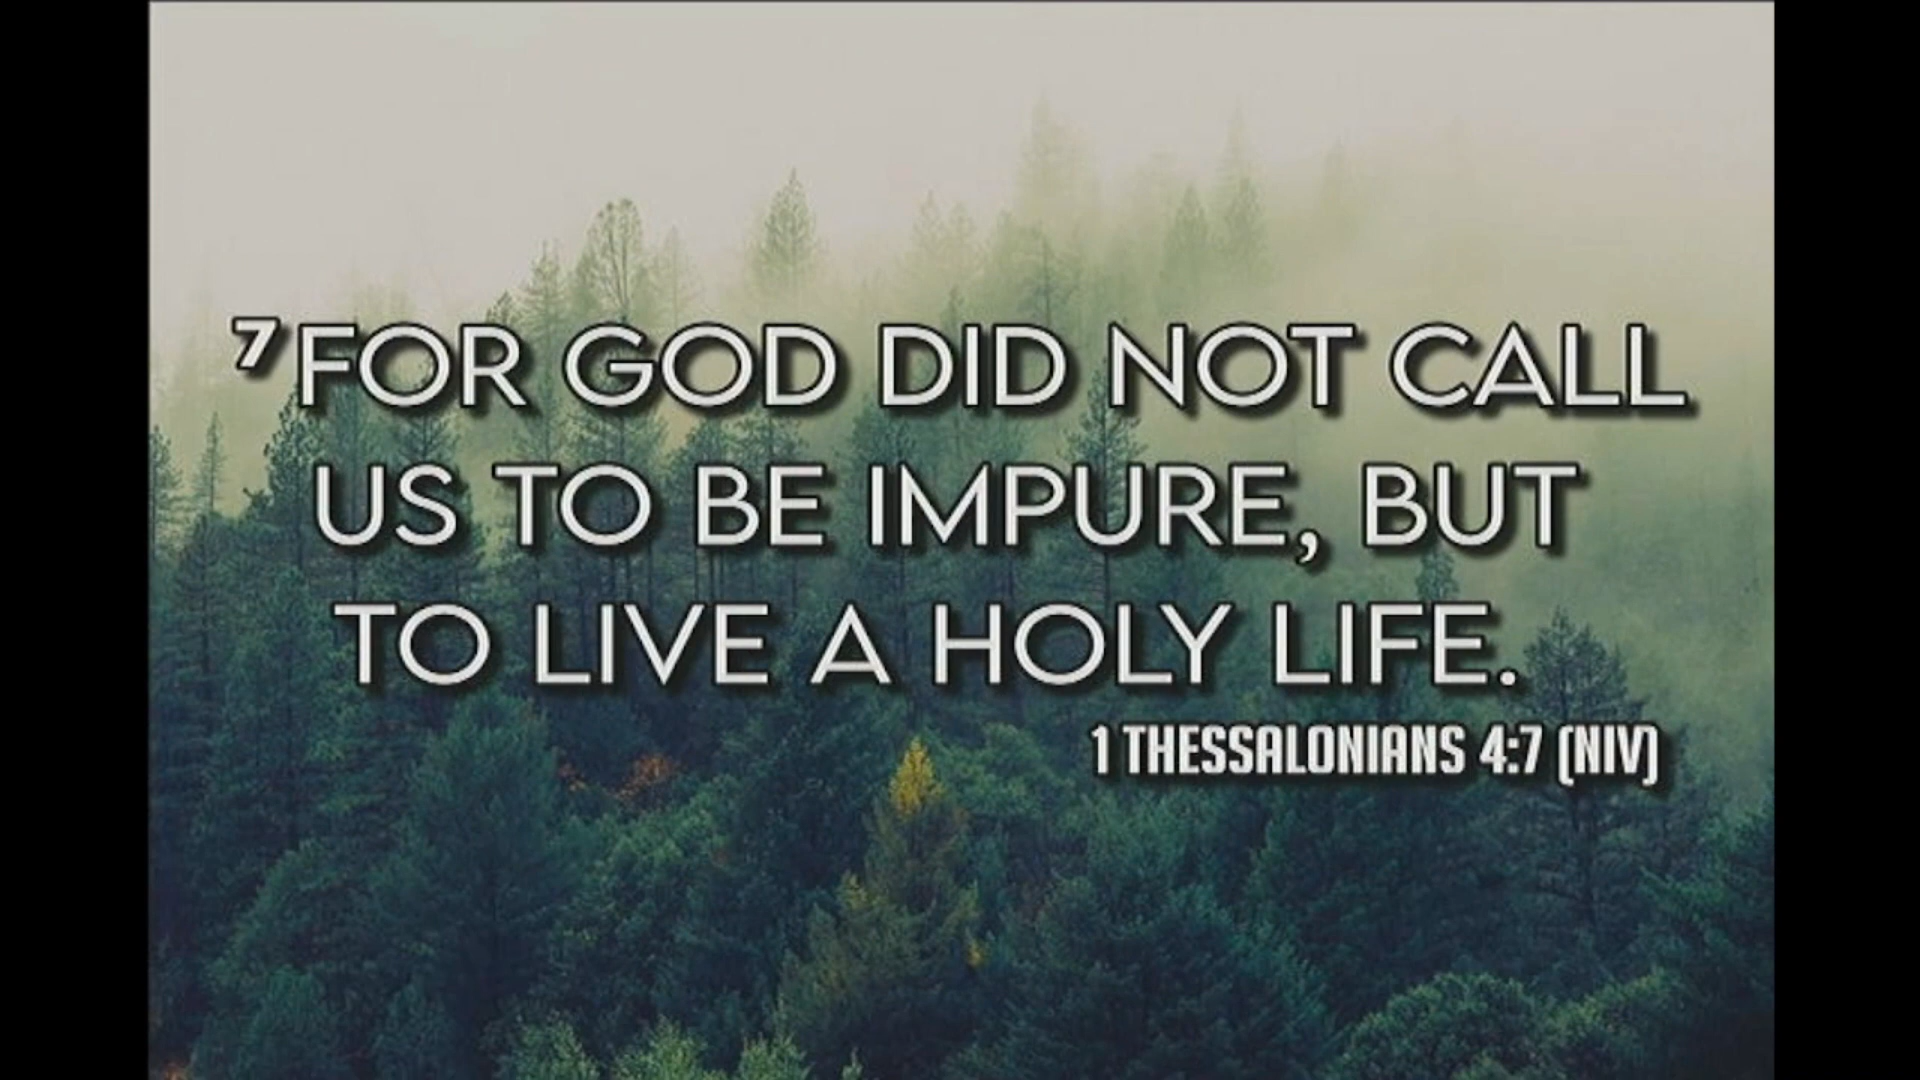 ⁷FOR GOD DID NOT CALL
US TO BE IMPURE, BUT
TO LIVE A HOLY LIFE.
1 THESSALONIANS 4:7 (NIV)